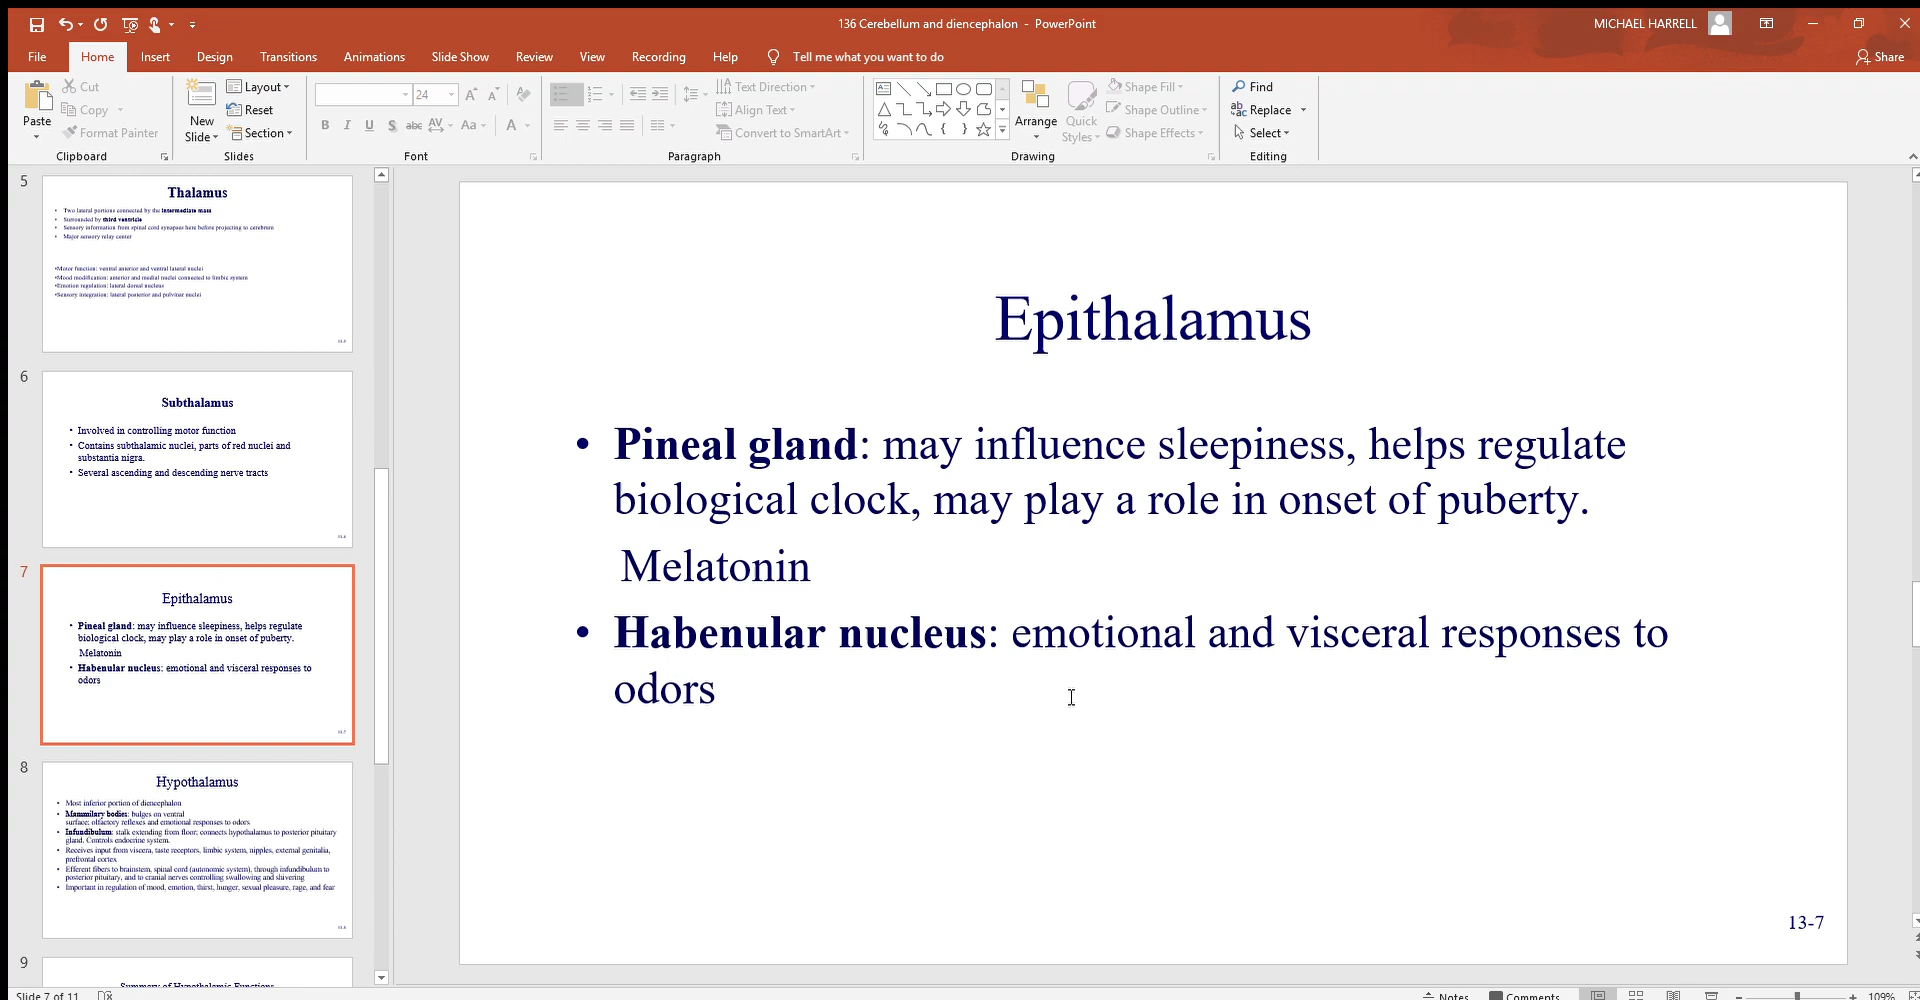 136 Cerebellum and diencephalon - PowerPoint
MICHAEL HARRELL
File Home Insert Design Transitions Animations Slide Show Review View Recording Help Tell me what you want to do
Share
Paste
Cut
Copy
Format Painter
Clipboard
New Slide
Layout
Reset
Section
Slides
24
B I U S abc AV Aa A
Font
Text Direction
Align Text
Convert to SmartArt
Paragraph
Arrange
Quick Styles
Shape Fill
Shape Outline
Shape Effects
Drawing
Find
Replace
Select
Editing
5
Thalamus
• Two lateral portions connected by the intermediate mass
• Surrounded by third ventricle
• Sensory information from spinal cord synapses here before projecting to cerebrum
• Major sensory relay center
•Motor function: ventral anterior and ventral lateral nuclei
•Mood modification: anterior and medial nuclei connected to limbic system
•Emotion regulation: lateral dorsal nucleus
•Sensory integration: lateral posterior and pulvinar nuclei
6
Subthalamus
• Involved in controlling motor function
• Contains subthalamic nuclei, parts of red nuclei and
substantia nigra.
• Several ascending and descending nerve tracts
7
Epithalamus
• Pineal gland: may influence sleepiness, helps regulate
biological clock, may play a role in onset of puberty.
Melatonin
• Habenular nucleus: emotional and visceral responses to
odors
8
Hypothalamus
• Most inferior portion of diencephalon
• Mammilary bodies: bulges on ventral
surface; olfactory reflexes and emotional responses to odors
• Infundibulum: stalk extending from floor; connects hypothalamus to posterior pituitary
gland. Controls endocrine system.
• Receives input from viscera, taste receptors, limbic system, nipples, external genitalia,
prefrontal cortex
• Efferent fibers to brainstem, spinal cord (autonomic system), through infundibulum to
posterior pituitary, and to cranial nerves controlling swallowing and shivering
• Important in regulation of mood, emotion, thirst, hunger, sexual pleasure, rage, and fear
9
Summary of Hypothalamic Functions
Epithalamus
• Pineal gland: may influence sleepiness, helps regulate
biological clock, may play a role in onset of puberty.
Melatonin
• Habenular nucleus: emotional and visceral responses to
odors
13-7
Slide 7 of 11
Notes
Comments
109%